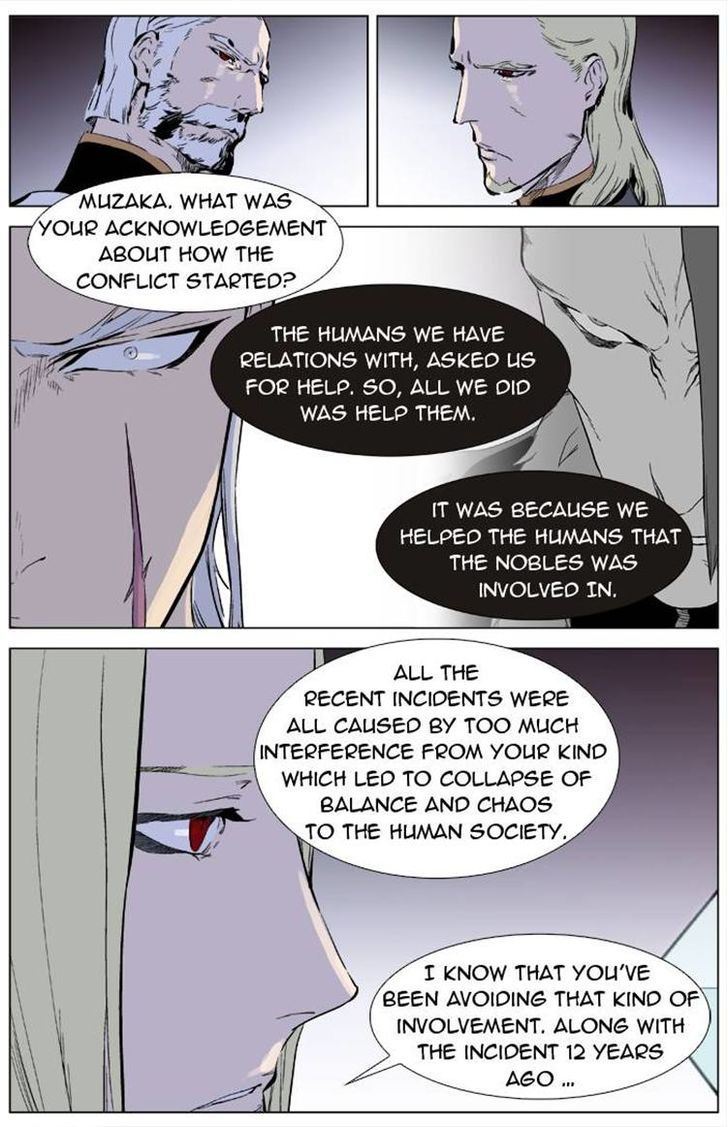 MUZAKA. WHAT WAS
YOUR ACKNOWLEDGEMENT
ABOUT HOW THE
CONFLICT STARTED?
THE HUMANS WE HAVE
RELATIONS WITH, ASKED US
FOR HELP. SO, ALL WE DID
WAS HELP THEM.
IT WAS BECAUSE WE
HELPED THE HUMANS THAT
THE NOBLES WAS
INVOLVED IN.
ALL THE
RECENT INCIDENTS WERE
ALL CAUSED BY TOO MUCH
INTERFERENCE FROM YOUR KIND
WHICH LED TO COLLAPSE OF
BALANCE AND CHAOS
TO THE HUMAN SOCIETY.
I KNOW THAT YOU'VE
BEEN AVOIDING THAT KIND OF
INVOLVEMENT. ALONG WITH
THE INCIDENT 12 YEARS
AGO ...